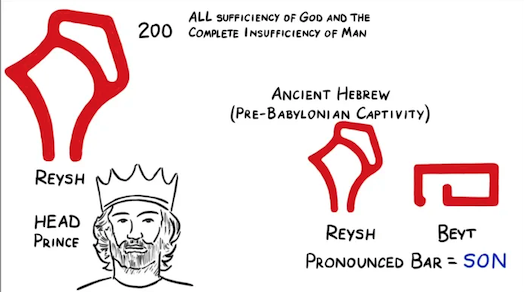 200
ALL sufficiency of God and the
Complete Insufficiency of Man
Reysh
Head
Prince
Ancient Hebrew
(Pre-Babylonian Captivity)
Reysh
Beyt
Pronounced Bar = SON